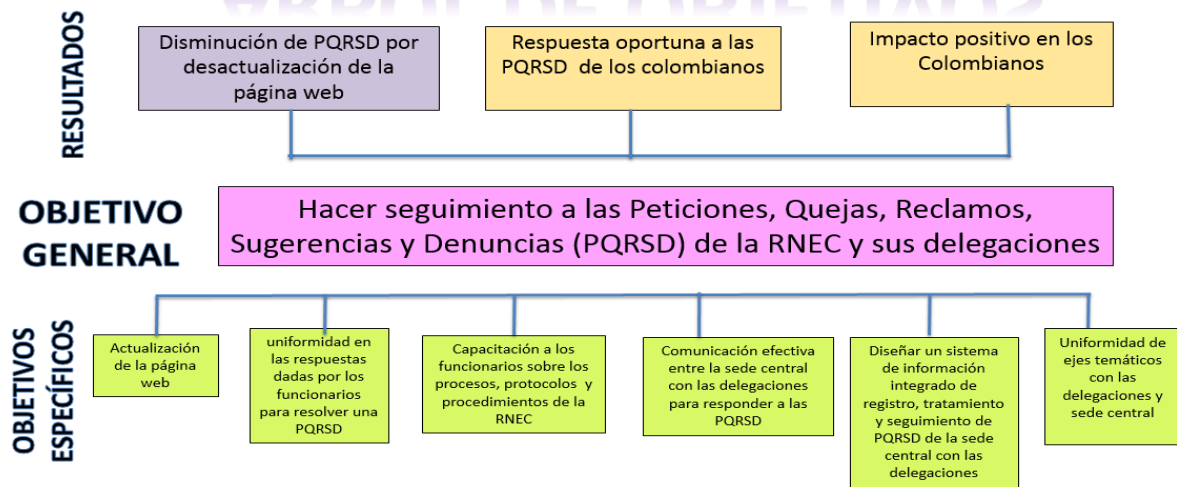 ÁRBOL DE OBJETIVOS
RESULTADOS
Disminución de PQRSD por
desactualización de la
página web
Respuesta oportuna a las
PQRSD de los colombianos
Impacto positivo en los
Colombianos
OBJETIVO
GENERAL
Hacer seguimiento a las Peticiones, Quejas, Reclamos,
Sugerencias y Denuncias (PQRSD) de la RNEC y sus delegaciones
OBJETIVOS
ESPECÍFICOS
Actualización
de la página
web
uniformidad en
las respuestas
dadas por los
funcionarios
para resolver una
PQRSD
Capacitación a los
funcionarios sobre los
procesos, protocolos y
procedimientos de la
RNEC
Comunicación efectiva
entre la sede central
con las delegaciones
para responder a las
PQRSD
Diseñar un sistema
de información
integrado de
registro, tratamiento
y seguimiento de
PQRSD de la sede
central con las
delegaciones
Uniformidad de
ejes temáticos
con las
delegaciones y
sede central